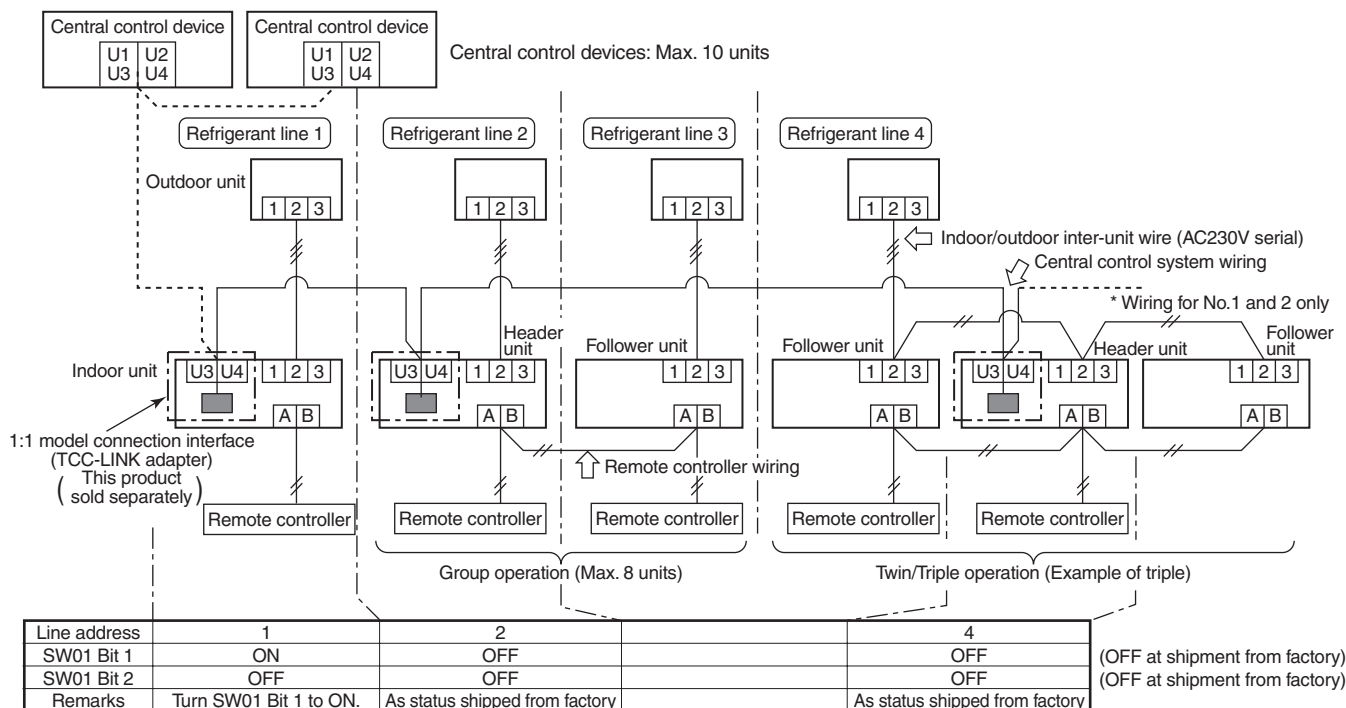 Central control device
U1 U2
U3 U4
Central control device
U1 U2
U3 U4
Central control devices: Max. 10 units
Refrigerant line 1
Refrigerant line 2
Refrigerant line 3
Refrigerant line 4
Outdoor unit
1 2 3
1 2 3
1 2 3
1 2 3
Indoor/outdoor inter-unit wire (AC230V serial)
Central control system wiring
* Wiring for No.1 and 2 only
Indoor unit
U3 U4 1 2 3
A B
Header
unit
U3 U4 1 2 3
A B
Follower unit
1 2 3
A B
Follower unit
1 2 3
A B
Header unit
U3 U4 1 2 3
A B
Follower
unit
1 2 3
A B
1:1 model connection interface
(TCC-LINK adapter)
( This product
sold separately )
Remote controller wiring
Remote controller
Remote controller
Remote controller
Remote controller
Remote controller
Group operation (Max. 8 units)
Twin/Triple operation (Example of triple)
Line address 1 2 4
SW01 Bit 1 ON OFF OFF (OFF at shipment from factory)
SW01 Bit 2 OFF OFF OFF (OFF at shipment from factory)
Remarks Turn SW01 Bit 1 to ON. As status shipped from factory As status shipped from factory